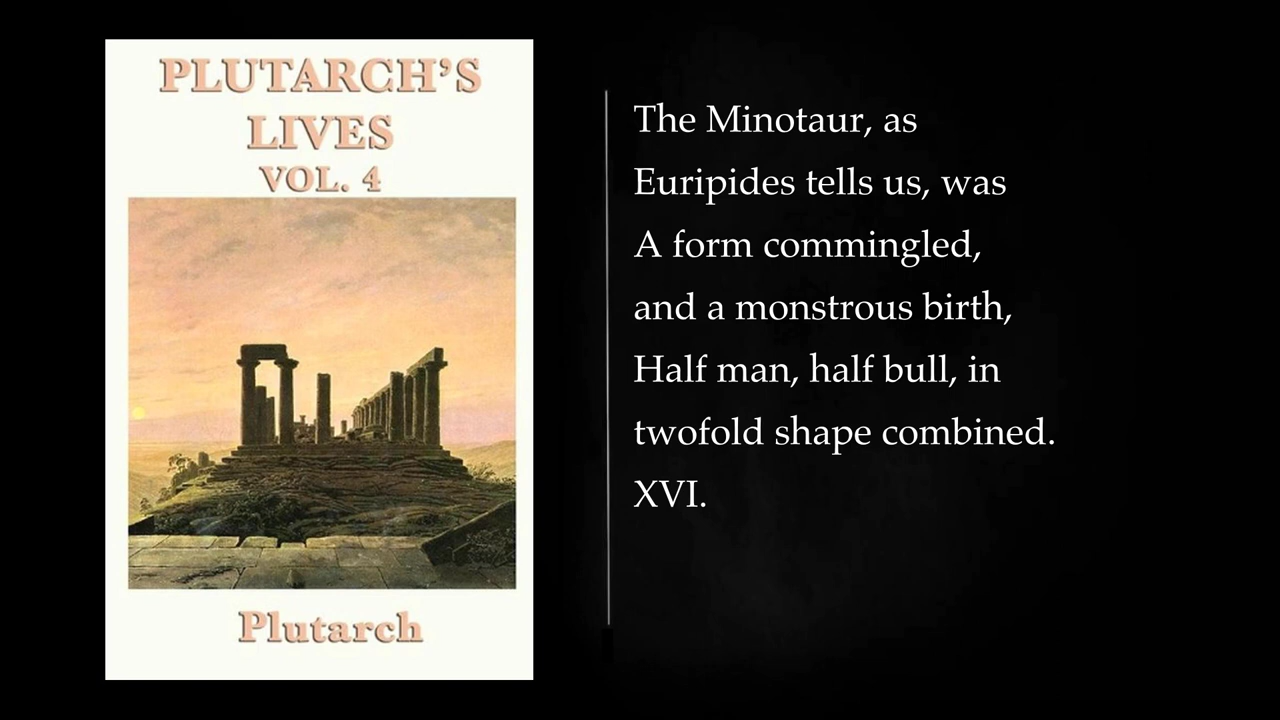 PLUTARCH'S
LIVES
VOL. 4
Plutarch
The Minotaur, as
Euripides tells us, was
A form commingled,
and a monstrous birth,
Half man, half bull, in
twofold shape combined.
XVI.